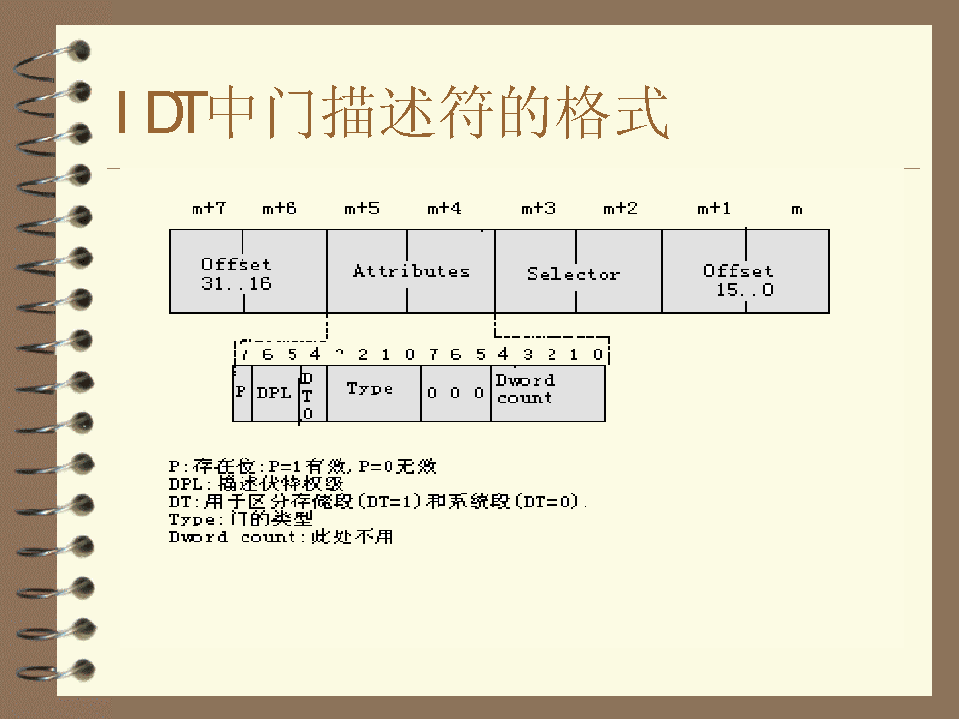 IDT中门描述符的格式
m+7 m+6 m+5 m+4 m+3 m+2 m+1 m
Offset 31..16
Attributes
Selector
Offset 15..0
7 6 5 4 3 2 1 0 7 6 5 4 3 2 1 0
P
DPL
DT0
Type
0 0 0
Dword count
P:存在位:P=1有效,P=0无效
DPL:描述伏特权级
DT:用于区分存储段(DT=1)和系统段(DT=0).
Type:门的类型
Dword count:此处不用